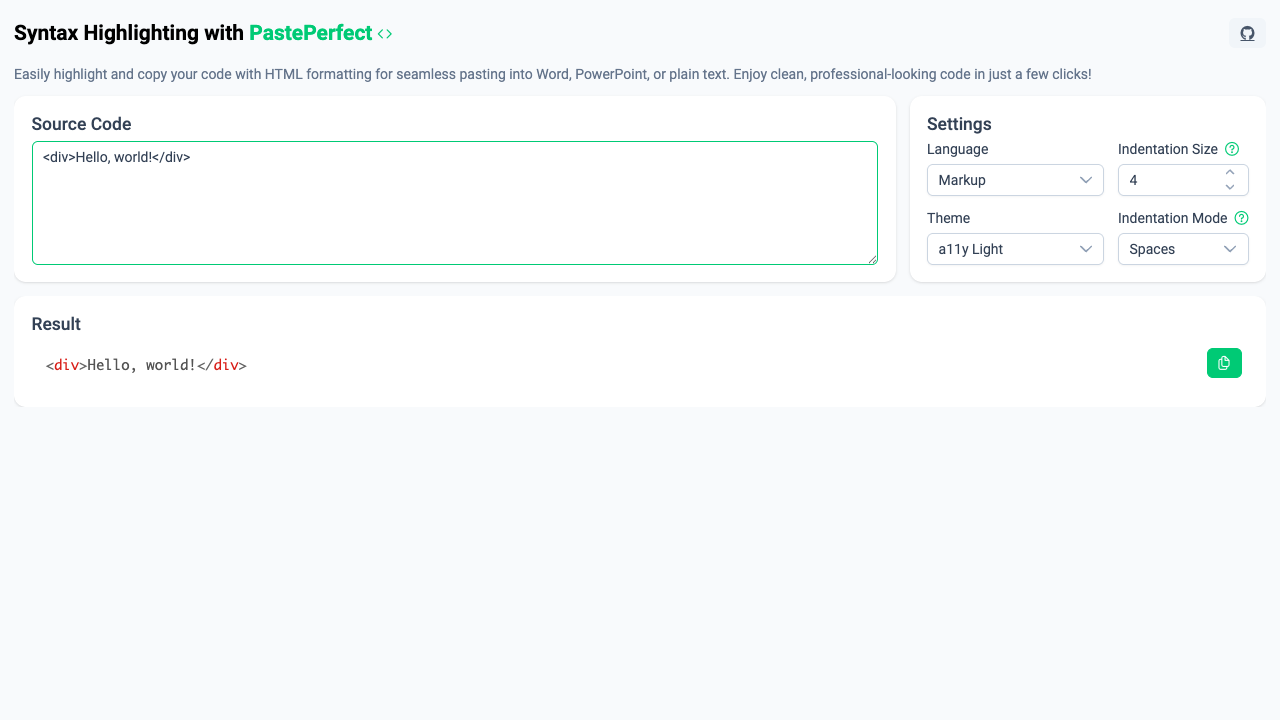 Syntax Highlighting with PastePerfect <>
Easily highlight and copy your code with HTML formatting for seamless pasting into Word, PowerPoint, or plain text. Enjoy clean, professional-looking code in just a few clicks!
Source Code
<div>Hello, world!</div>
Settings
Language
Markup
Indentation Size
4
Theme
a11y Light
Indentation Mode
Spaces
Result
<div>Hello, world!</div>